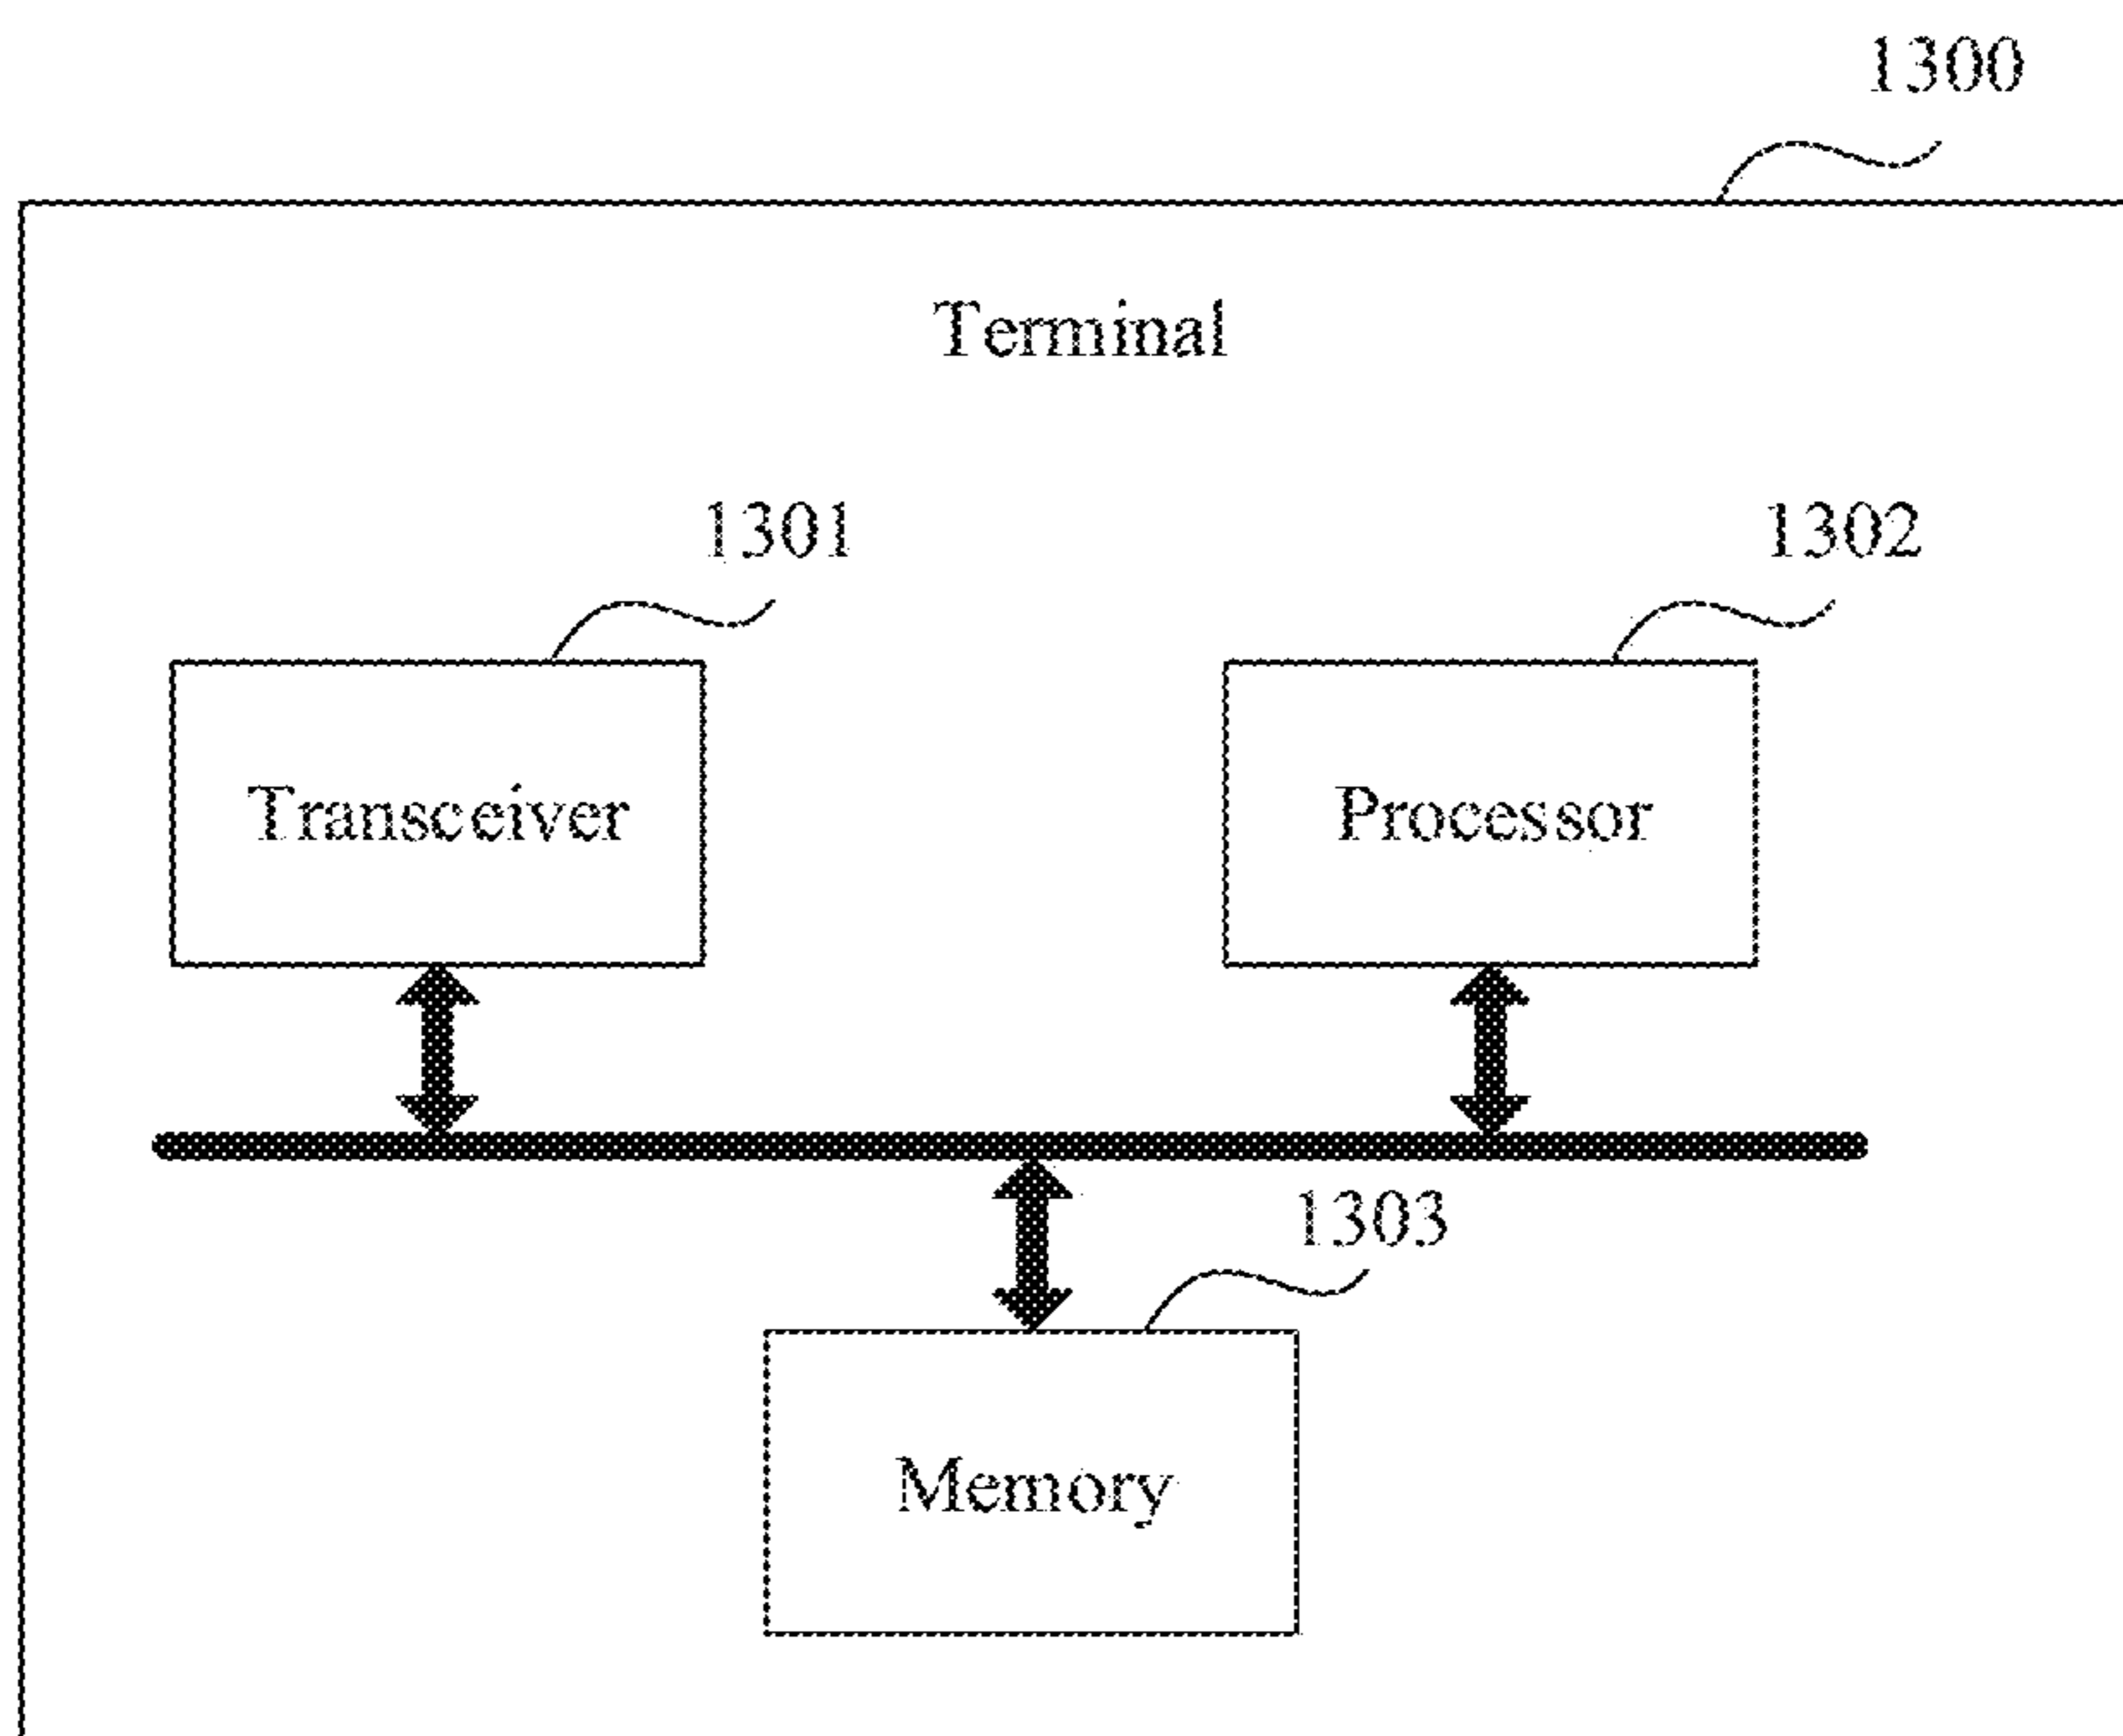 1300
Terminal
1301
1302
Transceiver
Processor
1303
Memory